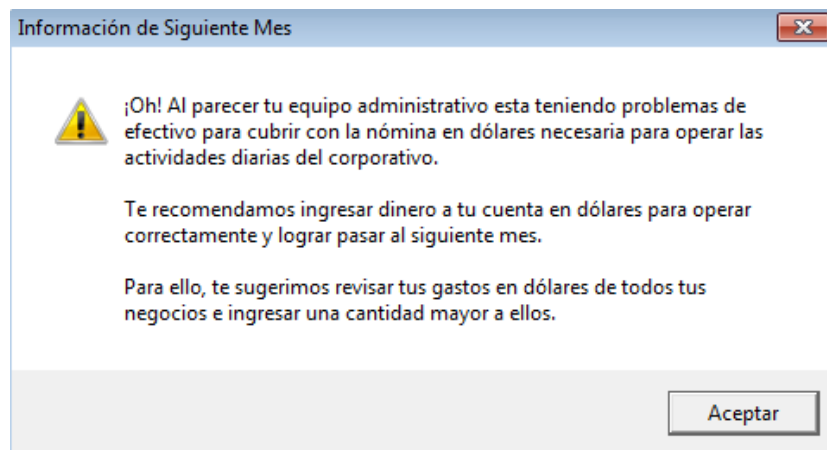 Información de Siguiente Mes
¡Oh! Al parecer tu equipo administrativo esta teniendo problemas de
efectivo para cubrir con la nómina en dólares necesaria para operar las
actividades diarias del corporativo.
Te recomendamos ingresar dinero a tu cuenta en dólares para operar
correctamente y lograr pasar al siguiente mes.
Para ello, te sugerimos revisar tus gastos en dólares de todos tus
negocios e ingresar una cantidad mayor a ellos.
Aceptar